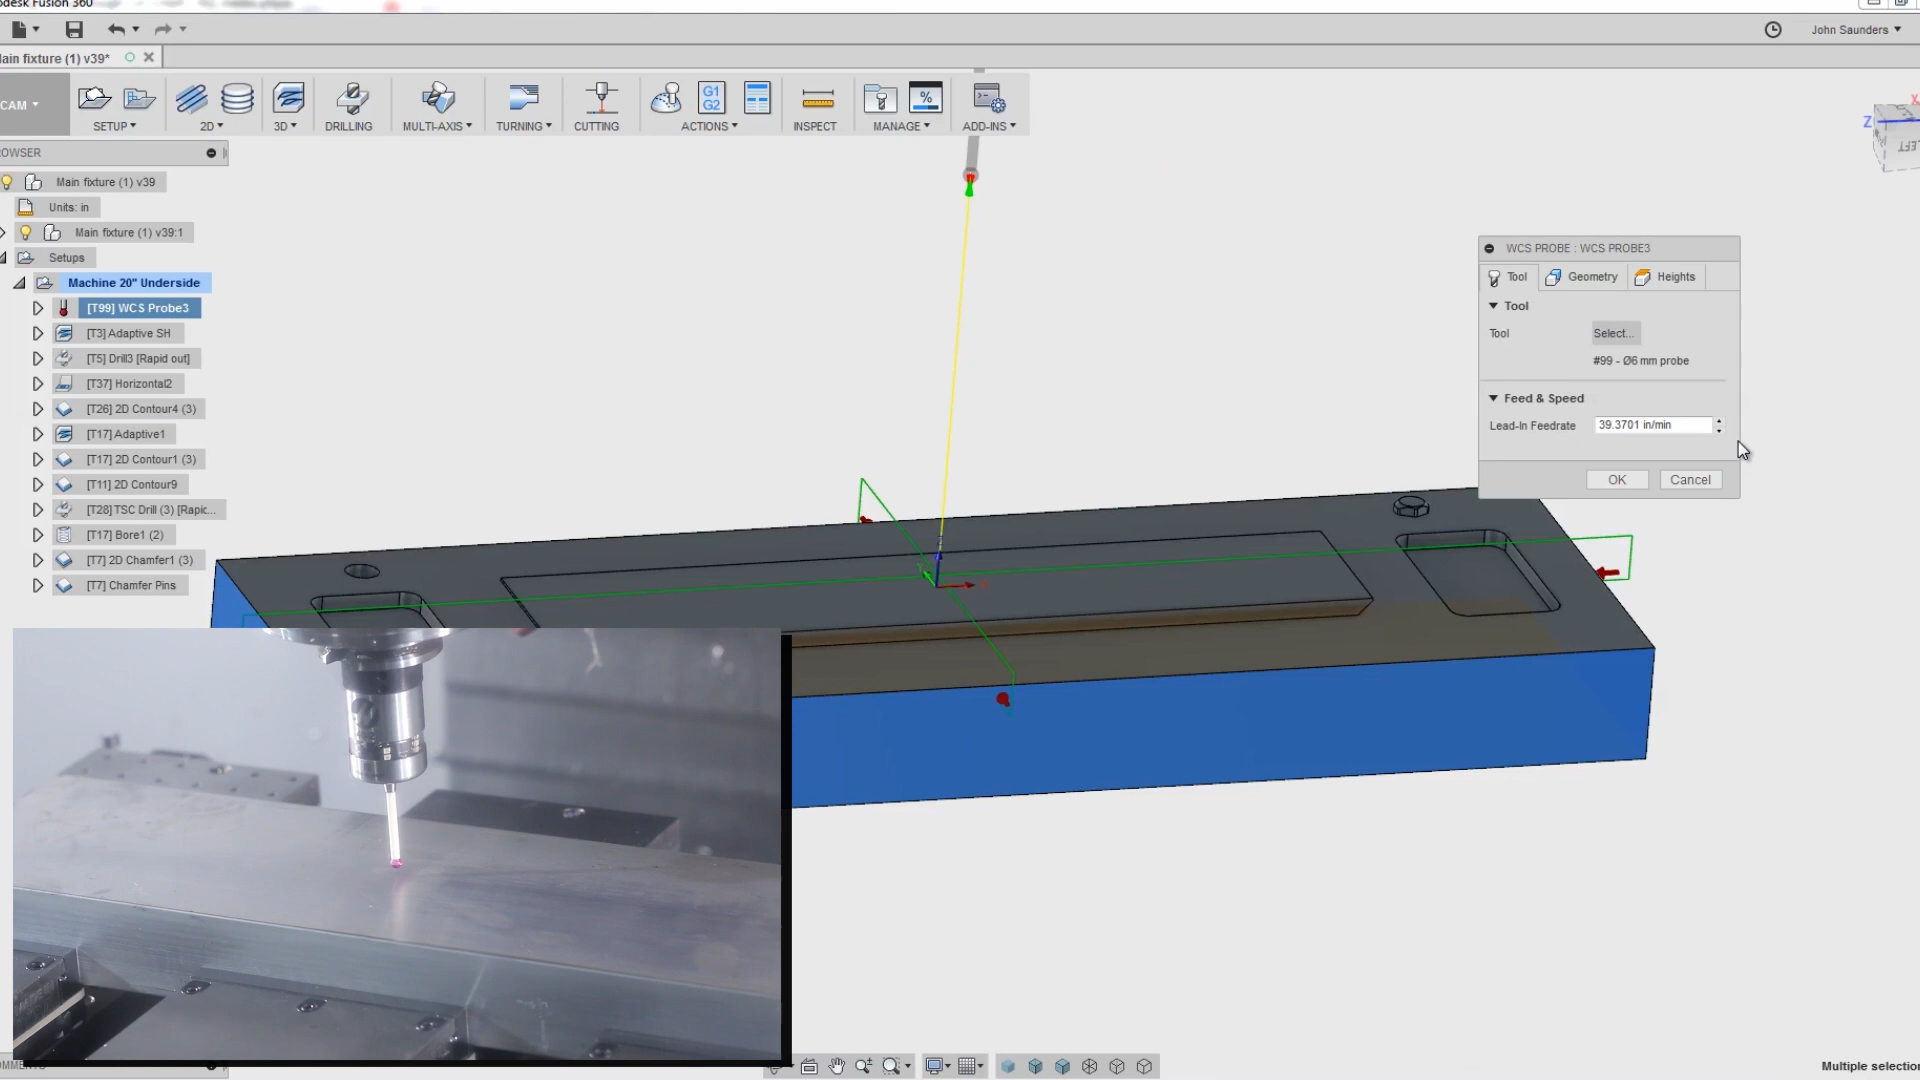 odesk Fusion 360
John Saunders
Main fixture (1) v39*
CAM
SETUP
2D
3D
DRILLING
MULTI-AXIS
TURNING
CUTTING
G1
G2
ACTIONS
INSPECT
%
MANAGE
ADD-INS
Z
X
LEFT
OWSER
Main fixture (1) v39
Units: in
Main fixture (1) v39:1
Setups
Machine 20" Underside
[T99] WCS Probe3
[T3] Adaptive SH
[T5] Drill3 [Rapid out]
[T37] Horizontal2
[T26] 2D Contour4 (3)
[T17] Adaptive1
[T17] 2D Contour1 (3)
[T11] 2D Contour9
[T28] TSC Drill (3) [Rapic...
[T17] Bore1 (2)
[T7] 2D Chamfer1 (3)
[T7] Chamfer Pins
WCS PROBE : WCS PROBE3
Tool
Geometry
Heights
Tool
Tool
Select...
#99 - Ø6 mm probe
Feed & Speed
Lead-In Feedrate
39.3701 in/min
OK
Cancel
Multiple selectio